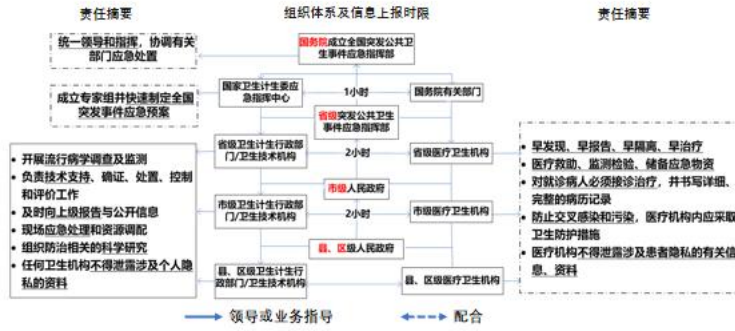 责任摘要
组织体系及信息上报时限
责任摘要
统一领导和指挥，协调有关
部门应急处置
国务院成立全国突发公共卫
生事件应急指挥部
成立专家组并快速制定全国
突发事件应急预案
国家卫生计生委应
急指挥中心
1小时
国务院有关部门
省级突发公共卫生
事件应急指挥部
省级卫生计生行政部
门/卫生技术机构
2小时
省级医疗卫生机构
市级人民政府
市级卫生计生行政部
门/卫生技术机构
2小时
市级医疗卫生机构
县、区级人民政府
县、区级卫生计生行
政部门/卫生技术机构
县、区级医疗卫生机构
• 开展流行病学调查及监测
• 负责技术支持、确证、处置、控制
和评价工作
• 及时向上级报告与公开信息
• 现场应急处理和资源调配
• 组织防治相关的科学研究
• 任何卫生机构不得泄露涉及个人隐
私的资料
• 早发现、早报告、早隔离、早治疗
• 医疗救助、监测检验、储备应急物资
• 对就诊病人必须接诊治疗，并书写详细、
完整的病历记录
• 防止交叉感染和污染，医疗机构内应采取
卫生防护措施
• 医疗机构不得泄露涉及患者隐私的有关信
息、资料
领导或业务指导
配合